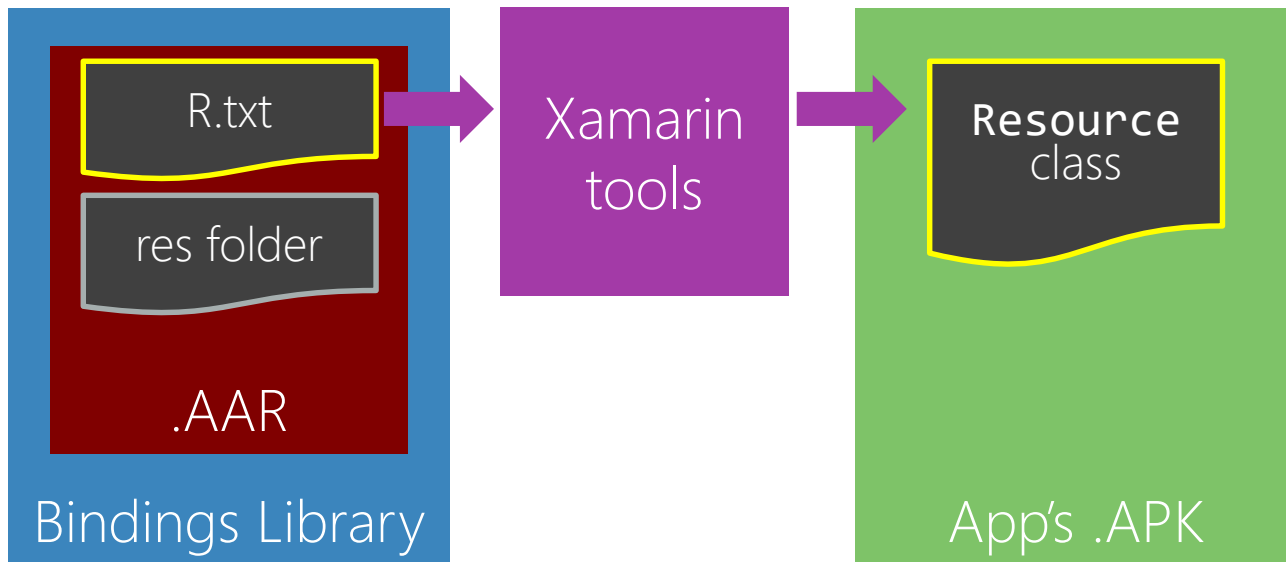 R.txt
res folder
.AAR
Bindings Library
Xamarin
tools
Resource
class
App's .APK